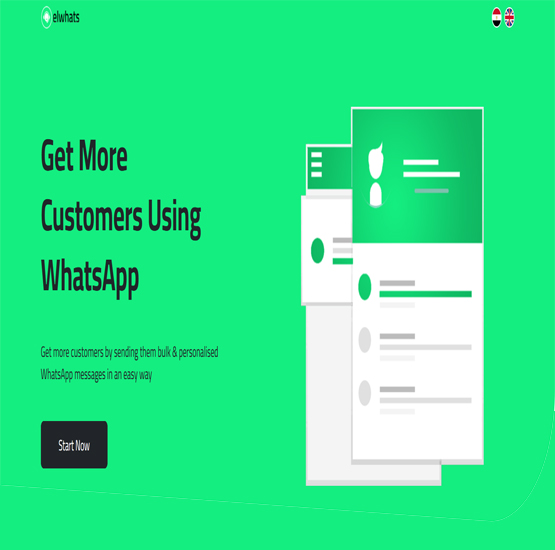 elwhats
Get More
Customers Using
WhatsApp
Get more customers by sending them bulk & personalised
WhatsApp messages in an easy way
Start Now